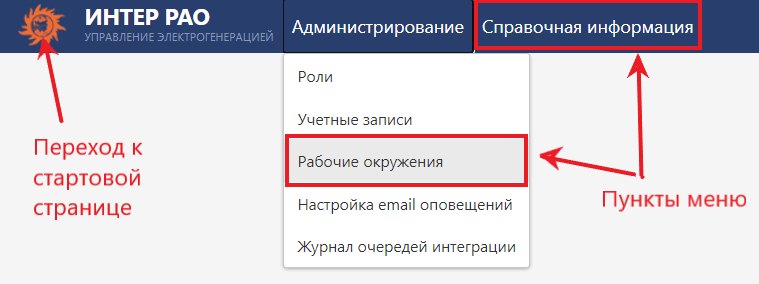 ИНТЕР РАО
УПРАВЛЕНИЕ ЭЛЕКТРОГЕНЕРАЦИЕЙ
Администрирование
Справочная информация
Роли
Учетные записи
Рабочие окружения
Настройка email оповещений
Журнал очередей интеграции
Переход к
стартовой
странице
Пункты меню